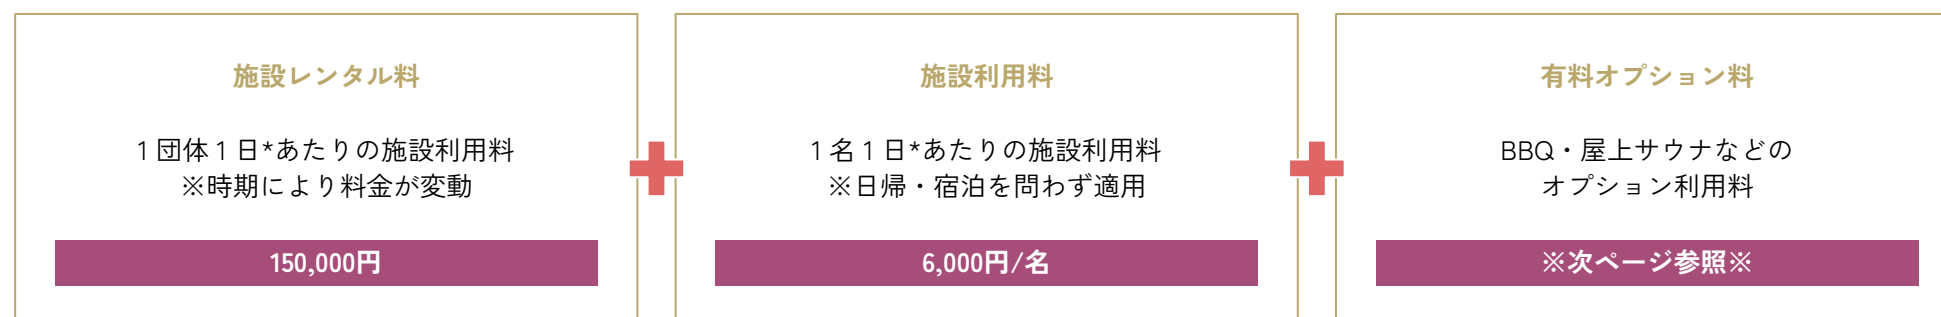 施設レンタル料
1団体1日*あたりの施設利用料
※時期により料金が変動
150,000円
施設利用料
1名1日*あたりの施設利用料
※日帰・宿泊を問わず適用
6,000円/名
有料オプション料
BBQ・屋上サウナなどの
オプション利用料
※次ページ参照※